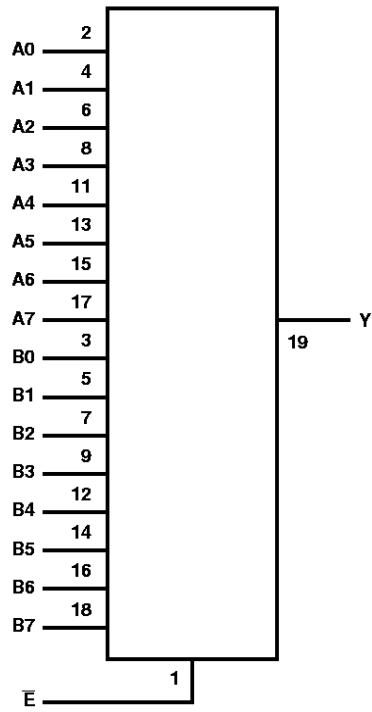 A0 2
A1 4
A2 6
A3 8
A4 11
A5 13
A6 15
A7 17
Y 19
B0 3
B1 5
B2 7
B3 9
B4 12
B5 14
B6 16
B7 18
E̅ 1